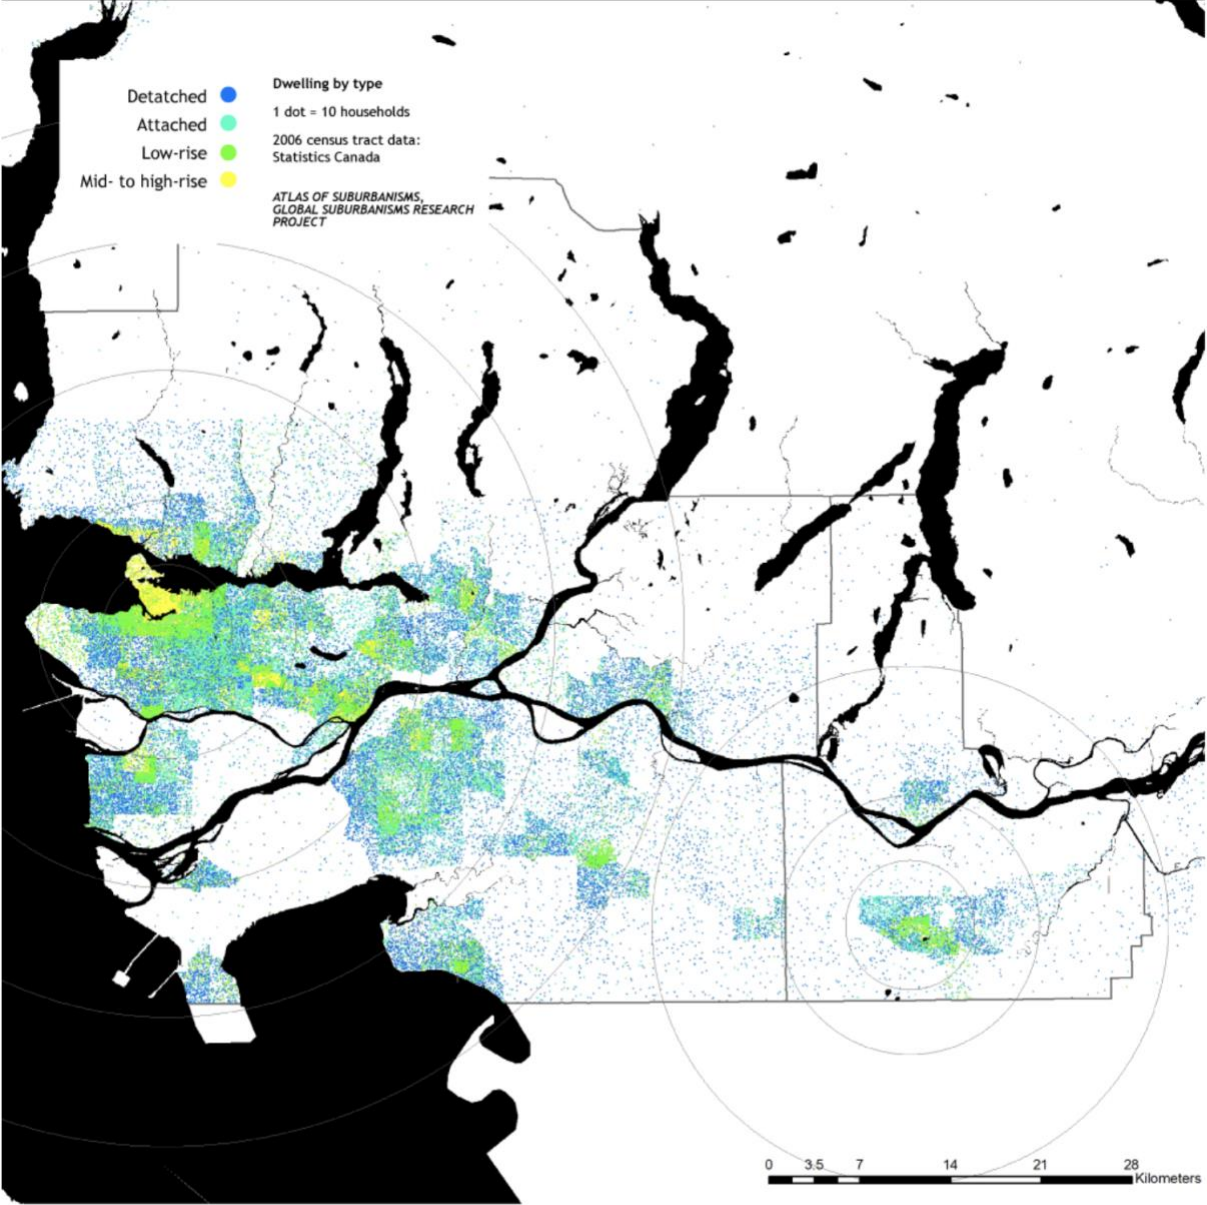 Detatched
Attached
Low-rise
Mid- to high-rise
Dwelling by type
1 dot = 10 households
2006 census tract data:
Statistics Canada
ATLAS OF SUBURBANISMS,
GLOBAL SUBURBANISMS RESEARCH
PROJECT
0 3.5 7 14 21 28
Kilometers